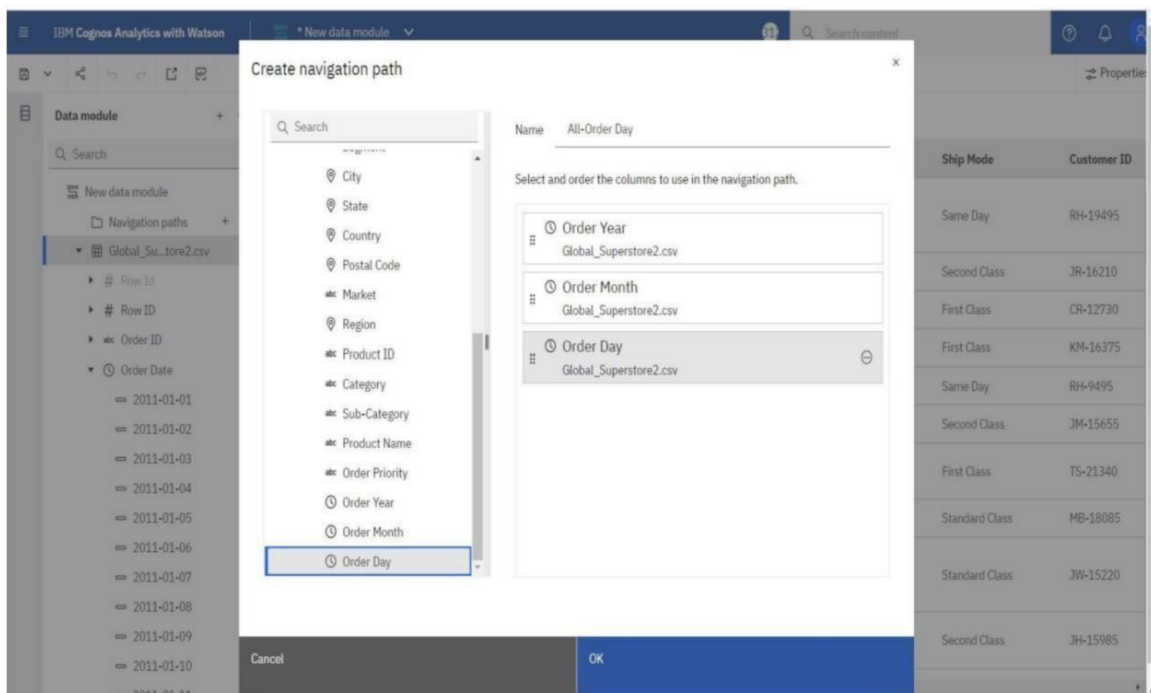 IBM Cognos Analytics with Watson
* New data module
Search content
Properties
Data module
Search
New data module
Navigation paths
Global_Su...tore2.csv
Row Id
Row ID
abc Order ID
Order Date
2011-01-01
2011-01-02
2011-01-03
2011-01-04
2011-01-05
2011-01-06
2011-01-07
2011-01-08
2011-01-09
2011-01-10
Create navigation path
x
Search
City
State
Country
Postal Code
abc Market
Region
abc Product ID
abc Category
abc Sub-Category
abc Product Name
abc Order Priority
Order Year
Order Month
Order Day
Name All-Order Day
Select and order the columns to use in the navigation path.
Order Year
Global_Superstore2.csv
Order Month
Global_Superstore2.csv
Order Day
Global_Superstore2.csv
Cancel
OK
Ship Mode Customer ID
Same Day RH-19495
Second Class JR-16210
First Class CR-12730
First Class KM-16375
Same Day RH-9495
Second Class JM-15655
First Class TS-21340
Standard Class MB-18085
Standard Class JW-15220
Second Class JH-15985